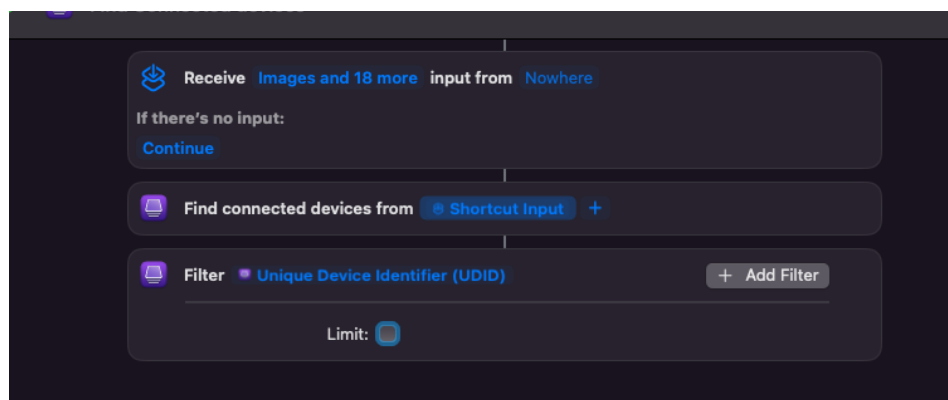 Receive Images and 18 more input from Nowhere
If there's no input:
Continue
Find connected devices from Shortcut Input +
Filter Unique Device Identifier (UDID)
+ Add Filter
Limit: